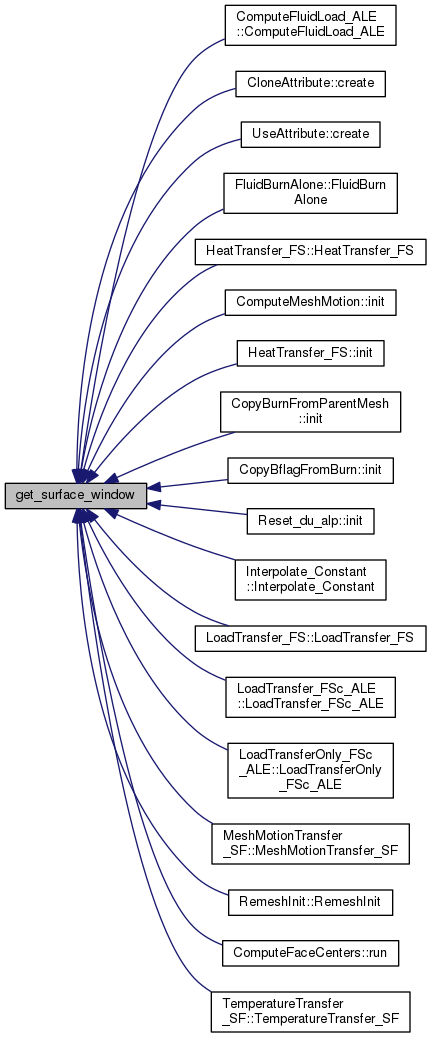 ComputeFluidLoad_ALE
::ComputeFluidLoad_ALE
CloneAttribute::create
UseAttribute::create
FluidBurnAlone::FluidBurn
Alone
HeatTransfer_FS::HeatTransfer_FS
ComputeMeshMotion::init
HeatTransfer_FS::init
CopyBurnFromParentMesh
::init
CopyBflagFromBurn::init
get_surface_window
Reset_du_alp::init
Interpolate_Constant
::Interpolate_Constant
LoadTransfer_FS::LoadTransfer_FS
LoadTransfer_FSc_ALE
::LoadTransfer_FSc_ALE
LoadTransferOnly_FSc
_ALE::LoadTransferOnly
_FSc_ALE
MeshMotionTransfer
_SF::MeshMotionTransfer_SF
RemeshInit::RemeshInit
ComputeFaceCenters::run
TemperatureTransfer
_SF::TemperatureTransfer_SF